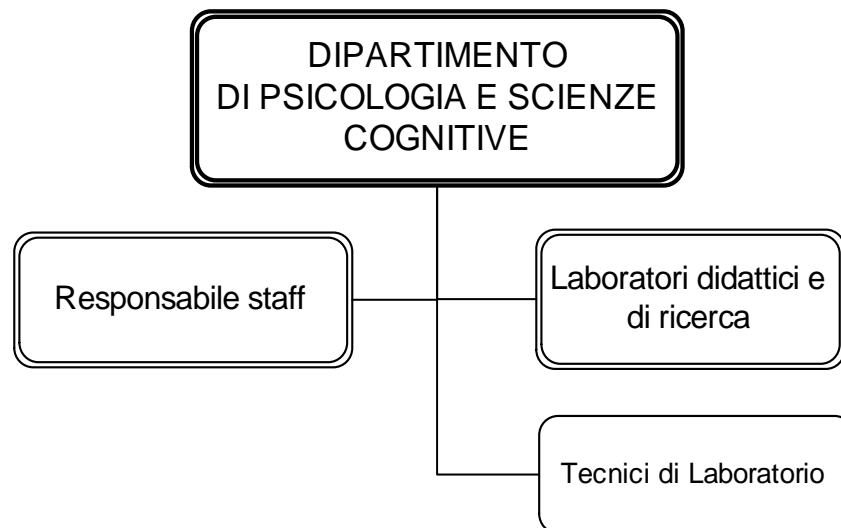 DIPARTIMENTO
DI PSICOLOGIA E SCIENZE
COGNITIVE
Responsabile staff
Laboratori didattici e
di ricerca
Tecnici di Laboratorio